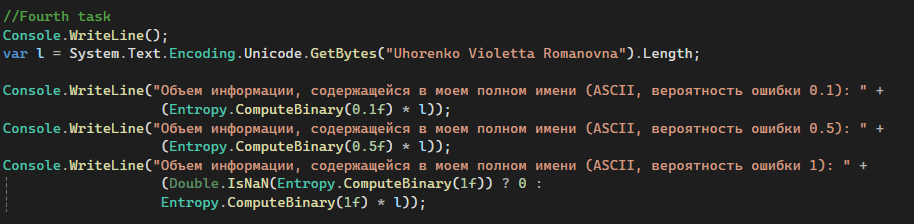 //Fourth task
Console.WriteLine();
var l = System.Text.Encoding.Unicode.GetBytes("Uhorenko Violetta Romanovna").Length;
Console.WriteLine("Объем информации, содержащейся в моем полном имени (ASCII, вероятность ошибки 0.1): " +
(Entropy.ComputeBinary(0.1f) * l));
Console.WriteLine("Объем информации, содержащейся в моем полном имени (ASCII, вероятность ошибки 0.5): " +
(Entropy.ComputeBinary(0.5f) * l));
Console.WriteLine("Объем информации, содержащейся в моем полном имени (ASCII, вероятность ошибки 1): " +
(Double.IsNaN(Entropy.ComputeBinary(1f)) ? 0 :
Entropy.ComputeBinary(1f) * l));